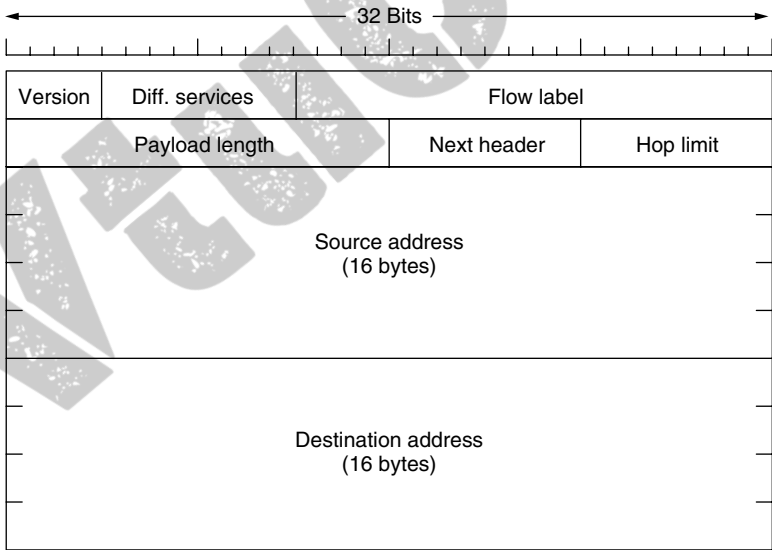 32 Bits
Version Diff. services Flow label
Payload length Next header Hop limit
Source address
(16 bytes)
Destination address
(16 bytes)